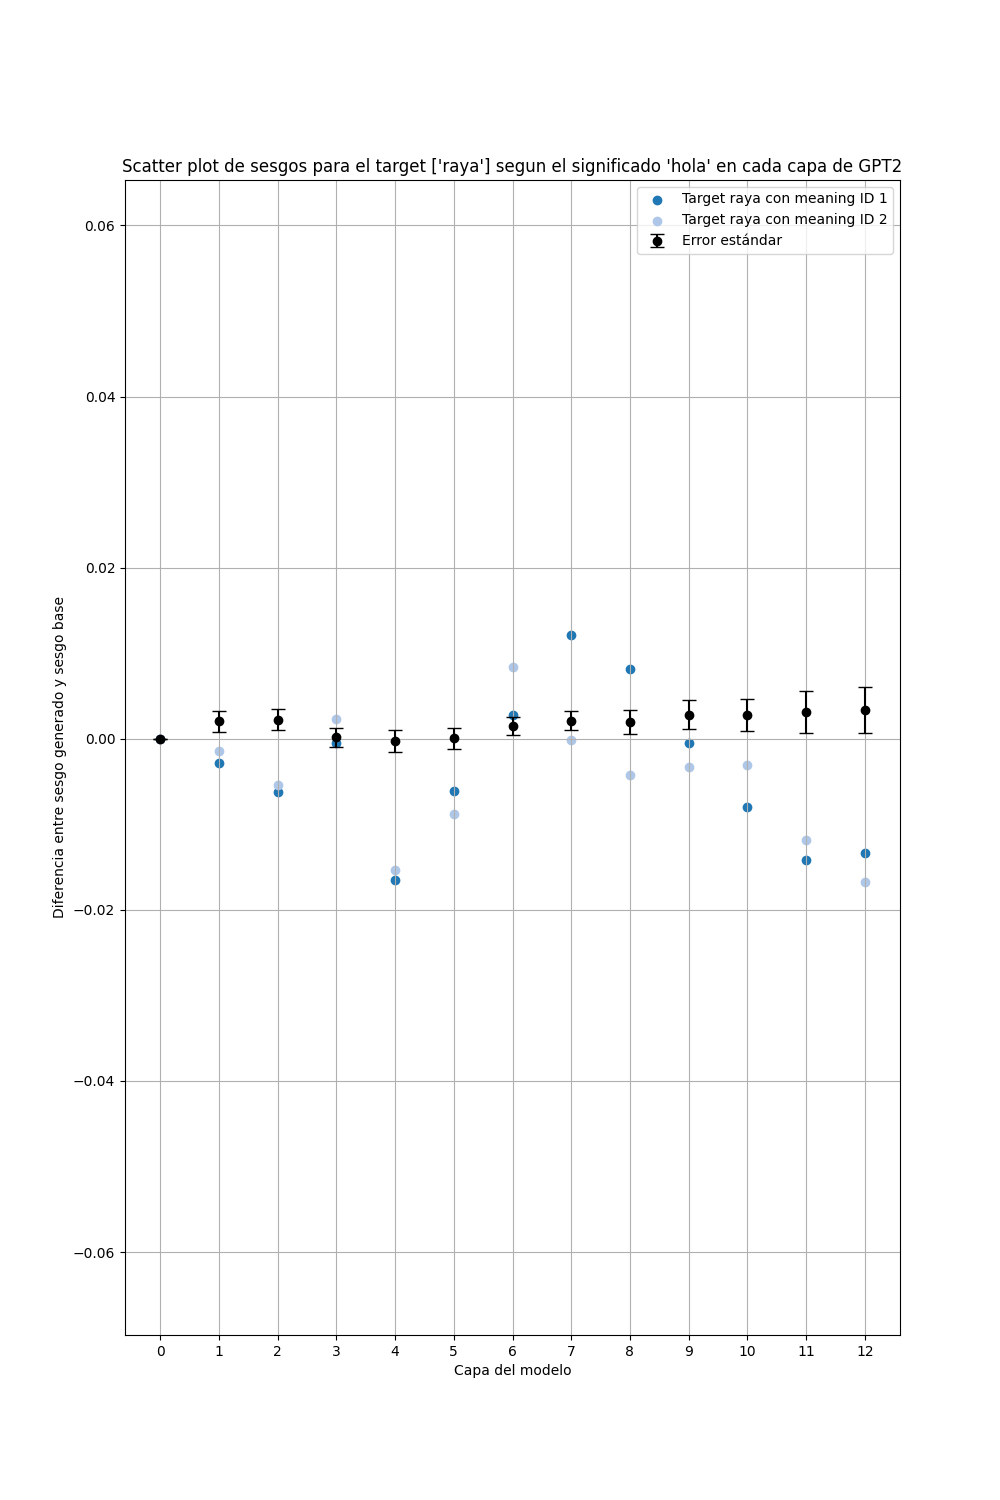 Scatter plot de sesgos para el target ['raya'] segun el significado 'hola' en cada capa de GPT2
Target raya con meaning ID 1
Target raya con meaning ID 2
Error estándar
0.06
0.04
0.02
0.00
−0.02
−0.04
−0.06
Diferencia entre sesgo generado y sesgo base
0 1 2 3 4 5 6 7 8 9 10 11 12
Capa del modelo